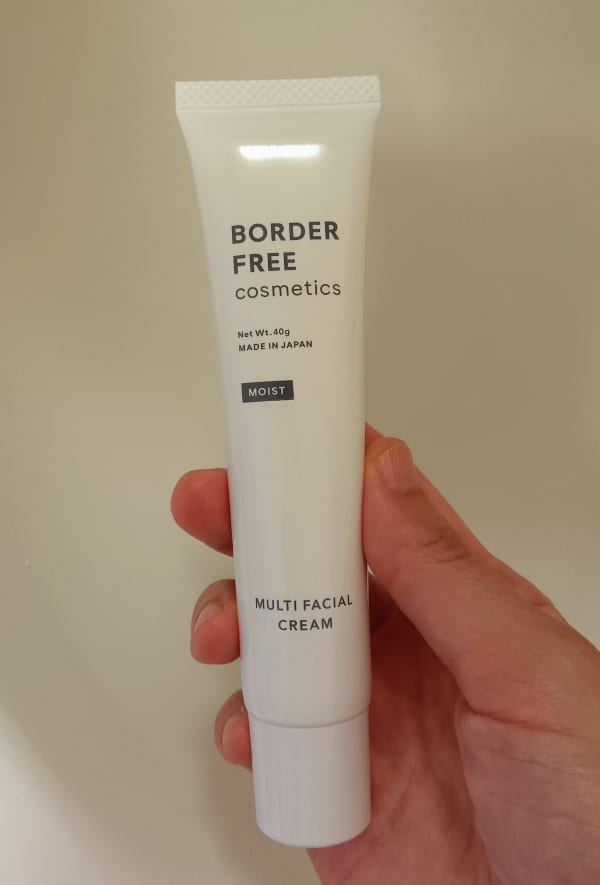 BORDER
FREE
cosmetics
Net Wt.40g
MADE IN JAPAN
MOIST
MULTI FACIAL
CREAM